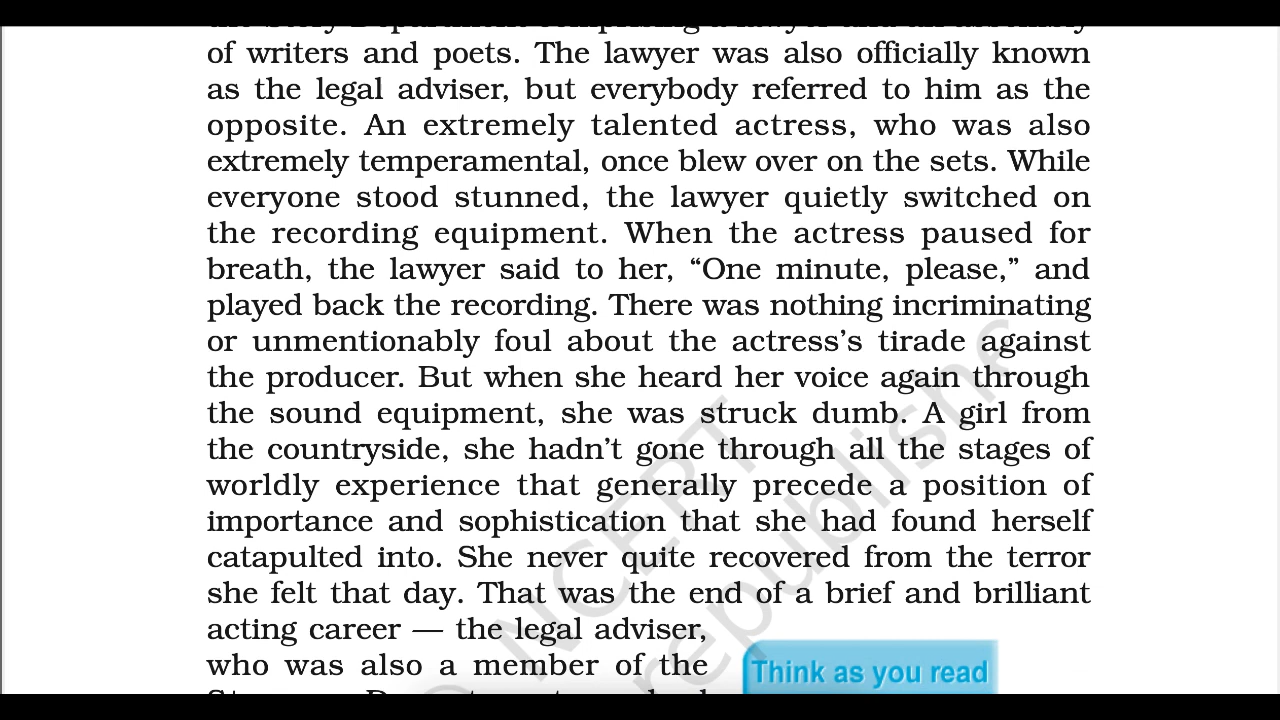 of writers and poets. The lawyer was also officially known
as the legal adviser, but everybody referred to him as the
opposite. An extremely talented actress, who was also
extremely temperamental, once blew over on the sets. While
everyone stood stunned, the lawyer quietly switched on
the recording equipment. When the actress paused for
breath, the lawyer said to her, “One minute, please,” and
played back the recording. There was nothing incriminating
or unmentionably foul about the actress’s tirade against
the producer. But when she heard her voice again through
the sound equipment, she was struck dumb. A girl from
the countryside, she hadn’t gone through all the stages of
worldly experience that generally precede a position of
importance and sophistication that she had found herself
catapulted into. She never quite recovered from the terror
she felt that day. That was the end of a brief and brilliant
acting career — the legal adviser,
who was also a member of the
Think as you read
NCERT
republish